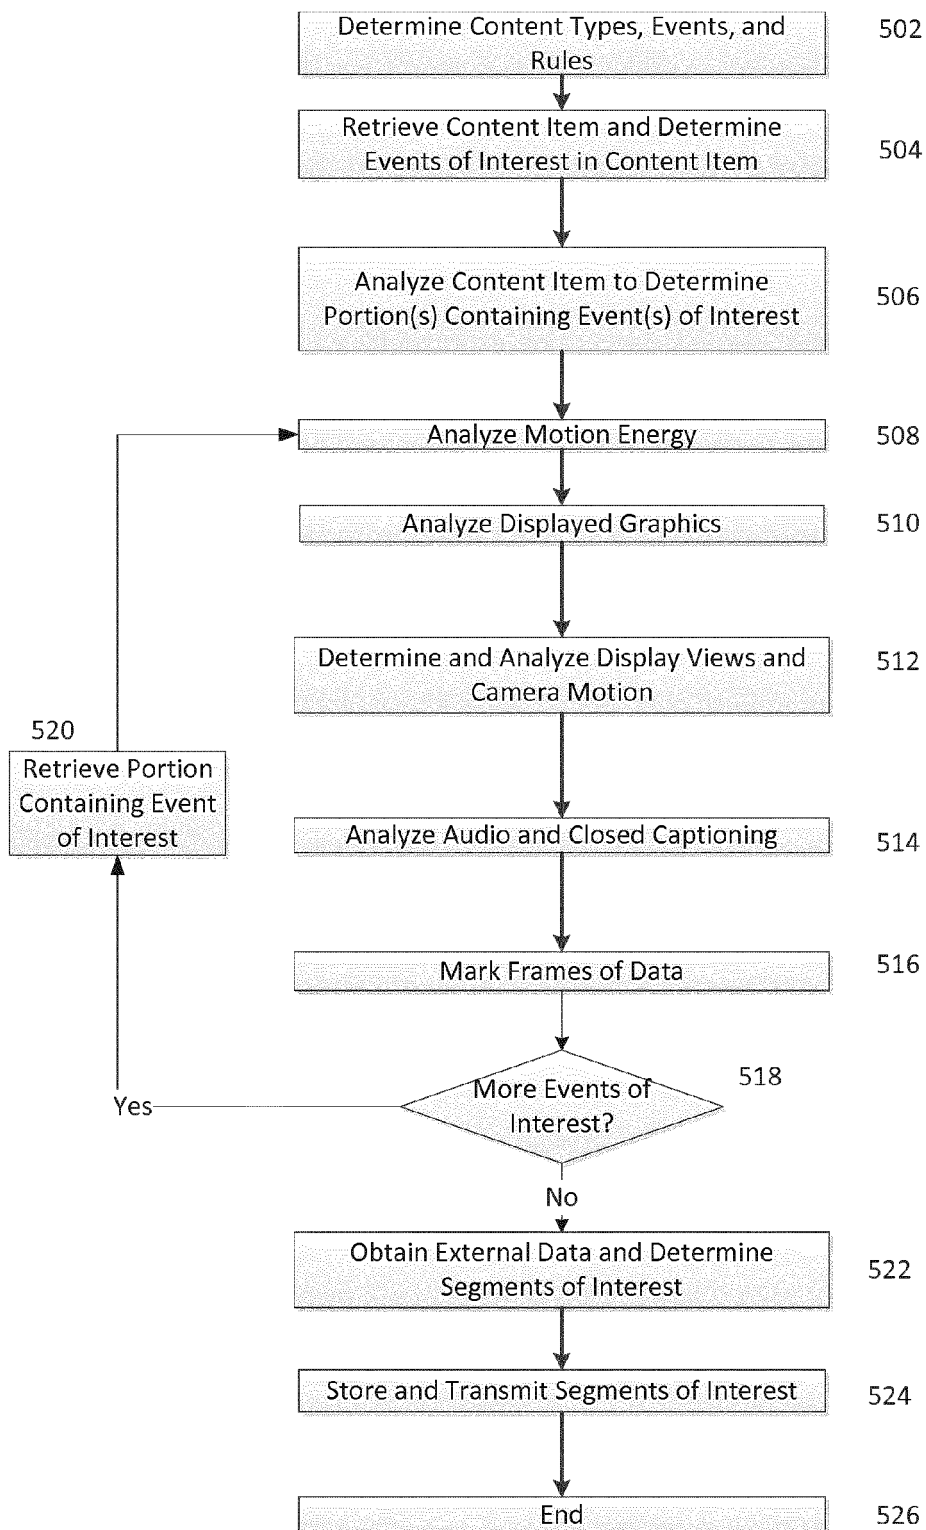 Determine Content Types, Events, and
Rules
502
Retrieve Content Item and Determine
Events of Interest in Content Item
504
Analyze Content Item to Determine
Portion(s) Containing Event(s) of Interest
506
Analyze Motion Energy
508
Analyze Displayed Graphics
510
Determine and Analyze Display Views and
Camera Motion
512
520
Retrieve Portion
Containing Event
of Interest
Analyze Audio and Closed Captioning
514
Mark Frames of Data
516
More Events of
Interest?
518
Yes
No
Obtain External Data and Determine
Segments of Interest
522
Store and Transmit Segments of Interest
524
End
526